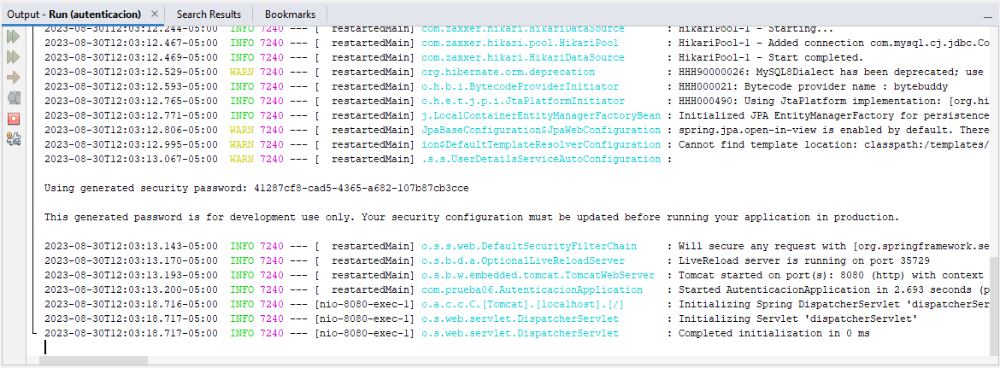 Output - Run (autenticacion) × Search Results Bookmarks
2023-08-30T12:03:12.244-05:00 INFO 7240 --- [ restartedMain] com.zaxxer.hikari.HikariDataSource : HikariPool-1 - Starting...
2023-08-30T12:03:12.467-05:00 INFO 7240 --- [ restartedMain] com.zaxxer.hikari.pool.HikariPool : HikariPool-1 - Added connection com.mysql.cj.jdbc.Co
2023-08-30T12:03:12.469-05:00 INFO 7240 --- [ restartedMain] com.zaxxer.hikari.HikariDataSource : HikariPool-1 - Start completed.
2023-08-30T12:03:12.529-05:00 WARN 7240 --- [ restartedMain] org.hibernate.orm.deprecation : HHH90000026: MySQL8Dialect has been deprecated; use
2023-08-30T12:03:12.593-05:00 INFO 7240 --- [ restartedMain] o.h.b.i.BytecodeProviderInitiator : HHH000021: Bytecode provider name : bytebuddy
2023-08-30T12:03:12.765-05:00 INFO 7240 --- [ restartedMain] o.h.e.t.j.p.i.JtaPlatformInitiator : HHH000490: Using JtaPlatform implementation: [org.hi
2023-08-30T12:03:12.771-05:00 INFO 7240 --- [ restartedMain] j.LocalContainerEntityManagerFactoryBean : Initialized JPA EntityManagerFactory for persistence
2023-08-30T12:03:12.806-05:00 WARN 7240 --- [ restartedMain] JpaBaseConfiguration$JpaWebConfiguration : spring.jpa.open-in-view is enabled by default. There
2023-08-30T12:03:12.995-05:00 WARN 7240 --- [ restartedMain] ion$DefaultTemplateResolverConfiguration : Cannot find template location: classpath:/templates/
2023-08-30T12:03:13.067-05:00 WARN 7240 --- [ restartedMain] .s.s.UserDetailsServiceAutoConfiguration :
Using generated security password: 41287cf8-cad5-4365-a682-107b87cb3cce
This generated password is for development use only. Your security configuration must be updated before running your application in production.
2023-08-30T12:03:13.143-05:00 INFO 7240 --- [ restartedMain] o.s.s.web.DefaultSecurityFilterChain : Will secure any request with [org.springframework.se
2023-08-30T12:03:13.170-05:00 INFO 7240 --- [ restartedMain] o.s.b.d.a.OptionalLiveReloadServer : LiveReload server is running on port 35729
2023-08-30T12:03:13.193-05:00 INFO 7240 --- [ restartedMain] o.s.b.w.embedded.tomcat.TomcatWebServer : Tomcat started on port(s): 8080 (http) with context
2023-08-30T12:03:13.200-05:00 INFO 7240 --- [ restartedMain] com.prueba06.AutenticacionApplication : Started AutenticacionApplication in 2.693 seconds (p
2023-08-30T12:03:18.716-05:00 INFO 7240 --- [nio-8080-exec-1] o.a.c.c.C.[Tomcat].[localhost].[/] : Initializing Spring DispatcherServlet 'dispatcherSer
2023-08-30T12:03:18.717-05:00 INFO 7240 --- [nio-8080-exec-1] o.s.web.servlet.DispatcherServlet : Initializing Servlet 'dispatcherServlet'
2023-08-30T12:03:18.717-05:00 INFO 7240 --- [nio-8080-exec-1] o.s.web.servlet.DispatcherServlet : Completed initialization in 0 ms